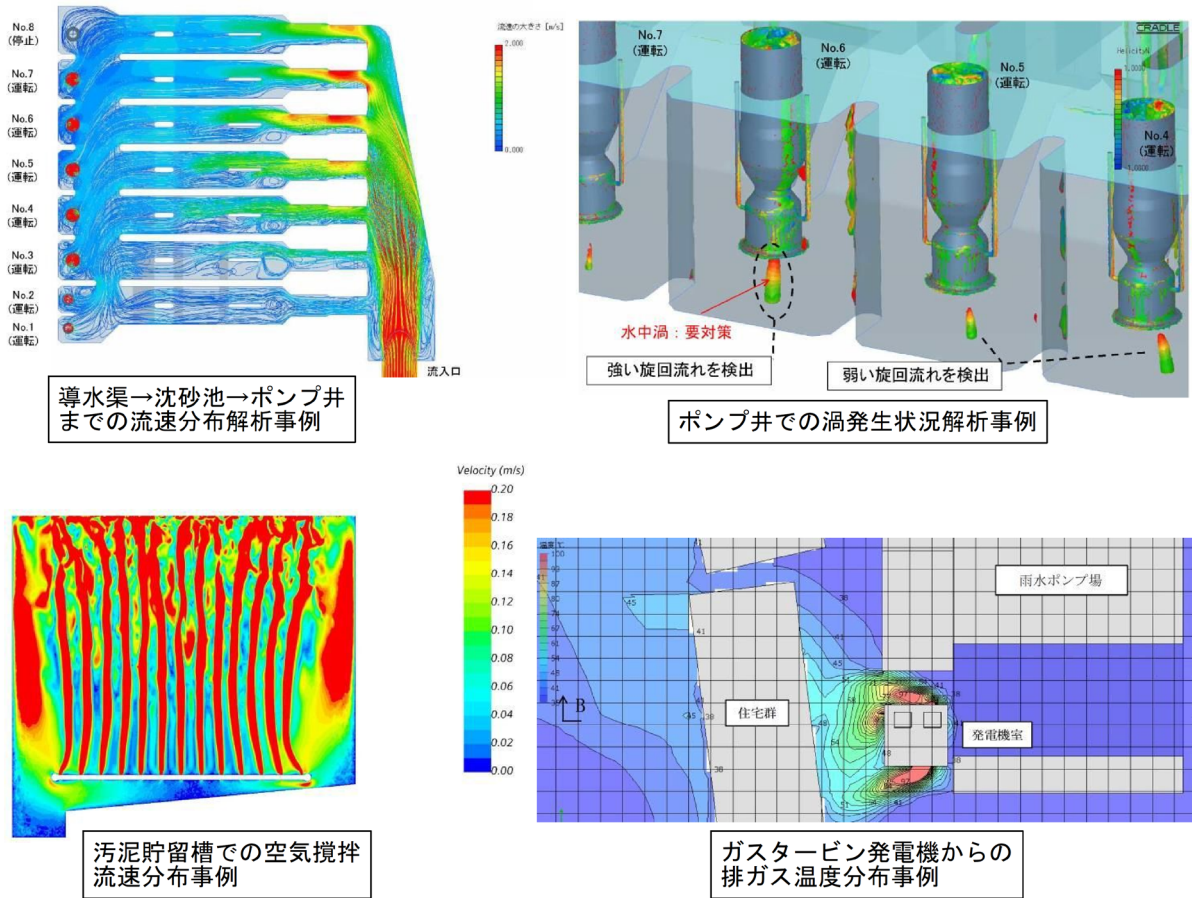 No.8
(停止)
No.7
(運転)
No.6
(運転)
No.5
(運転)
No.4
(運転)
No.3
(運転)
No.2
(運転)
No.1
(運転)
流速の大きさ [m/s]
2.000
0.000
流入口
導水渠→沈砂池→ポンプ井
までの流速分布解析事例
CRADLE
No.7
(運転)
No.6
(運転)
No.5
(運転)
No.4
(運転)
1.0000
水中渦：要対策
強い旋回流れを検出
弱い旋回流れを検出
ポンプ井での渦発生状況解析事例
Velocity (m/s)
0.20
0.18
0.16
0.14
0.12
0.10
0.08
0.06
0.04
0.02
0.00
汚泥貯留槽での空気撹拌
流速分布事例
100
雨水ポンプ場
住宅群
発電機室
B
45
41
38
ガスタービン発電機からの
排ガス温度分布事例